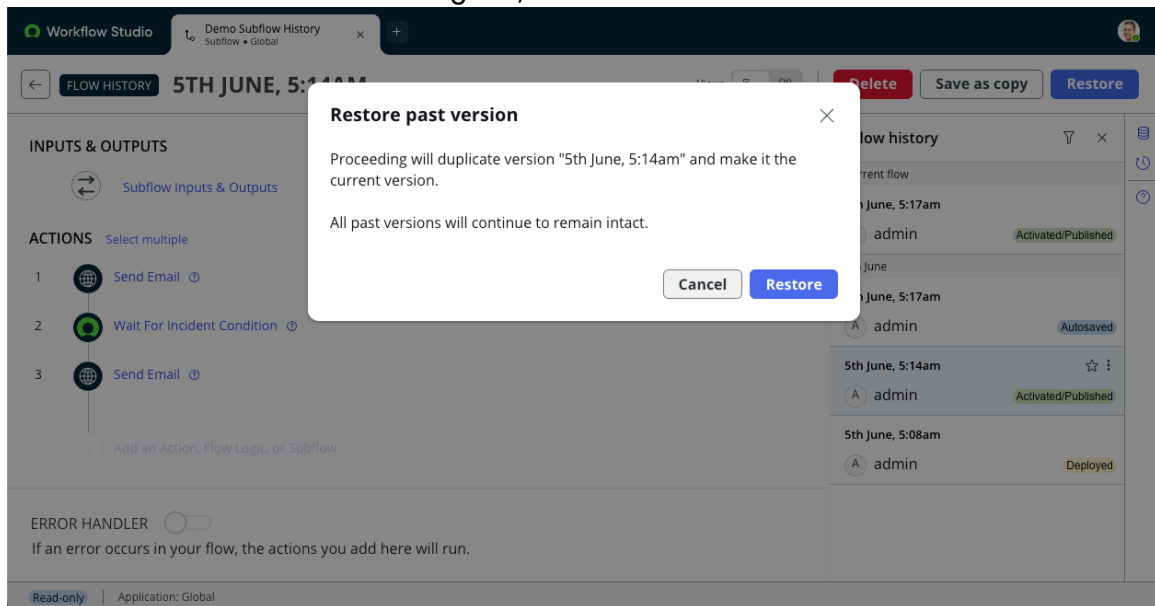 Workflow Studio
Demo Subflow History
Subflow • Global
FLOW HISTORY 5TH JUNE, 5:14AM
Delete Save as copy Restore
Restore past version
Proceeding will duplicate version "5th June, 5:14am" and make it the
current version.
All past versions will continue to remain intact.
Cancel Restore
INPUTS & OUTPUTS
Subflow Inputs & Outputs
ACTIONS Select multiple
1 Send Email
2 Wait For Incident Condition
3 Send Email
Add an Action, Flow Logic, or Subflow
ERROR HANDLER
If an error occurs in your flow, the actions you add here will run.
low history
rrent flow
June, 5:17am
admin Activated/Published
June
June, 5:17am
A admin Autosaved
5th June, 5:14am
A admin Activated/Published
5th June, 5:08am
A admin Deployed
Read-only Application: Global